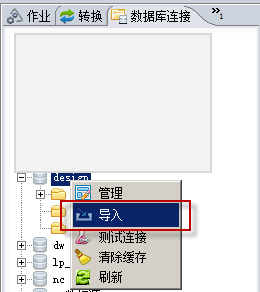 作业 转换 数据库连接 »1
design
管理
导入
测试连接
dw
清除缓存
lp_
刷新
nc